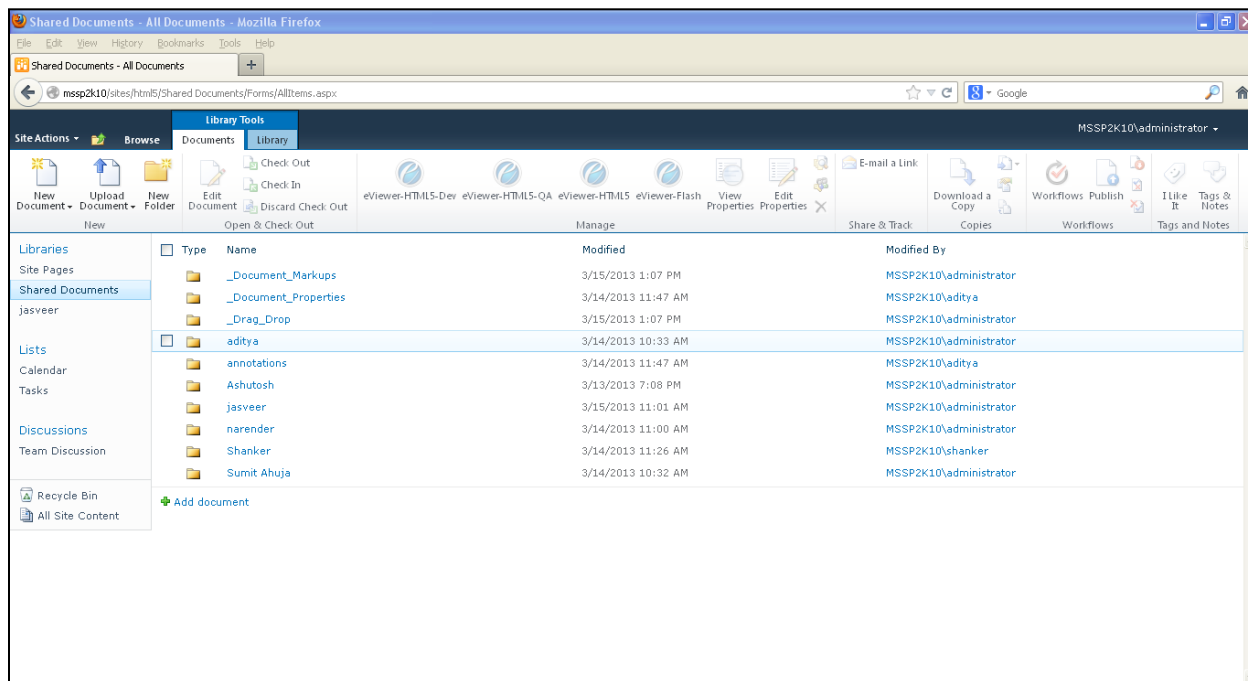 Shared Documents - All Documents - Mozilla Firefox
File Edit View History Bookmarks Tools Help
Shared Documents - All Documents +
mssp2k10/sites/html5/Shared Documents/Forms/AllItems.aspx Google
Library Tools
Site Actions Browse Documents Library MSSP2K10\administrator
New Document
Upload Document
New Folder
New
Edit Document
Check Out
Check In
Discard Check Out
Open & Check Out
eViewer-HTML5-Dev eViewer-HTML5-QA eViewer-HTML5 eViewer-Flash
View Properties
Edit Properties
Manage
E-mail a Link
Share & Track
Download a Copy
Copies
Workflows Publish
Workflows
I Like It
Tags & Notes
Tags and Notes
Libraries
Site Pages
Shared Documents
jasveer
Lists
Calendar
Tasks
Discussions
Team Discussion
Recycle Bin
All Site Content
Type Name Modified Modified By
_Document_Markups 3/15/2013 1:07 PM MSSP2K10\administrator
_Document_Properties 3/14/2013 11:47 AM MSSP2K10\aditya
_Drag_Drop 3/15/2013 1:07 PM MSSP2K10\administrator
aditya 3/14/2013 10:33 AM MSSP2K10\administrator
annotations 3/14/2013 11:47 AM MSSP2K10\aditya
Ashutosh 3/13/2013 7:08 PM MSSP2K10\administrator
jasveer 3/15/2013 11:01 AM MSSP2K10\administrator
narender 3/14/2013 11:00 AM MSSP2K10\administrator
Shanker 3/14/2013 11:26 AM MSSP2K10\shanker
Sumit Ahuja 3/14/2013 10:32 AM MSSP2K10\administrator
Add document